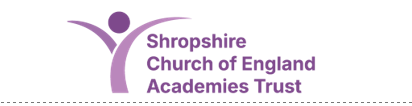 Shropshire
Church of England
Academies Trust